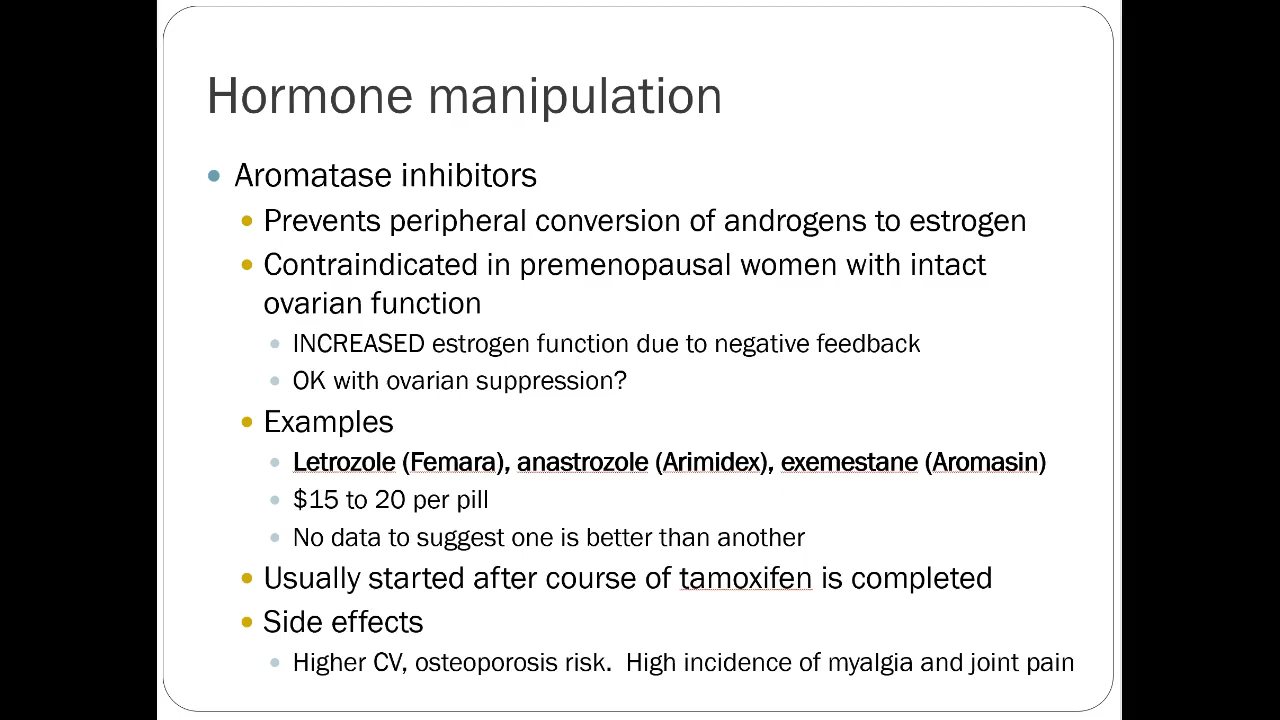 Hormone manipulation
Aromatase inhibitors
Prevents peripheral conversion of androgens to estrogen
Contraindicated in premenopausal women with intact
ovarian function
INCREASED estrogen function due to negative feedback
OK with ovarian suppression?
Examples
Letrozole (Femara), anastrozole (Arimidex), exemestane (Aromasin)
$15 to 20 per pill
No data to suggest one is better than another
Usually started after course of tamoxifen is completed
Side effects
Higher CV, osteoporosis risk.  High incidence of myalgia and joint pain